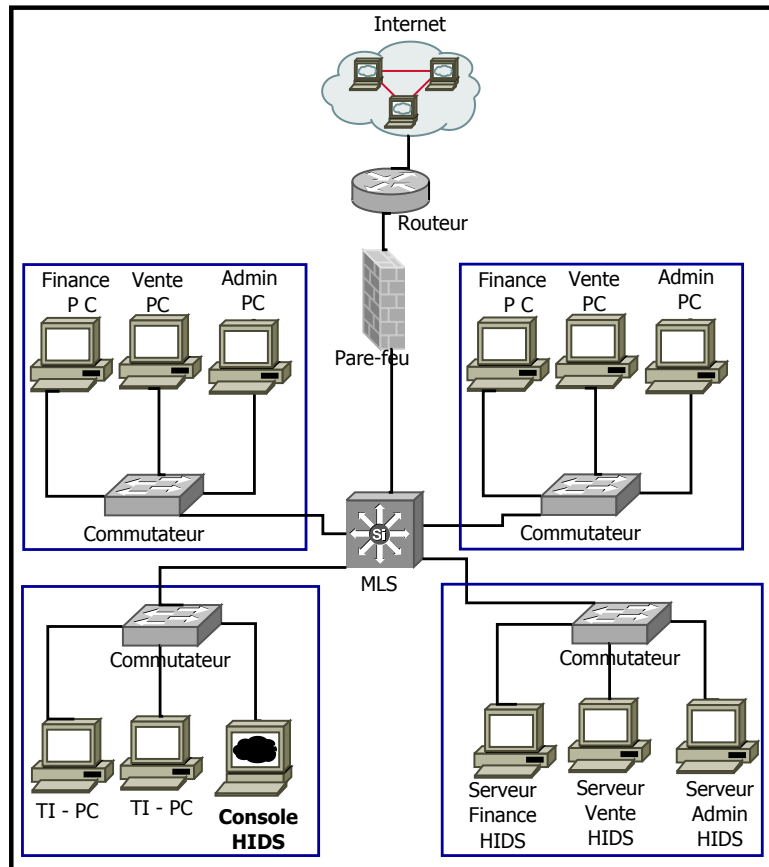 Internet
Routeur
Finance
P C
Vente
PC
Admin
PC
Pare-feu
Finance
P C
Vente
PC
Admin
PC
Commutateur
Si
MLS
Commutateur
Commutateur
TI - PC
TI - PC
Console
HIDS
Commutateur
Serveur
Finance
HIDS
Serveur
Vente
HIDS
Serveur
Admin
HIDS